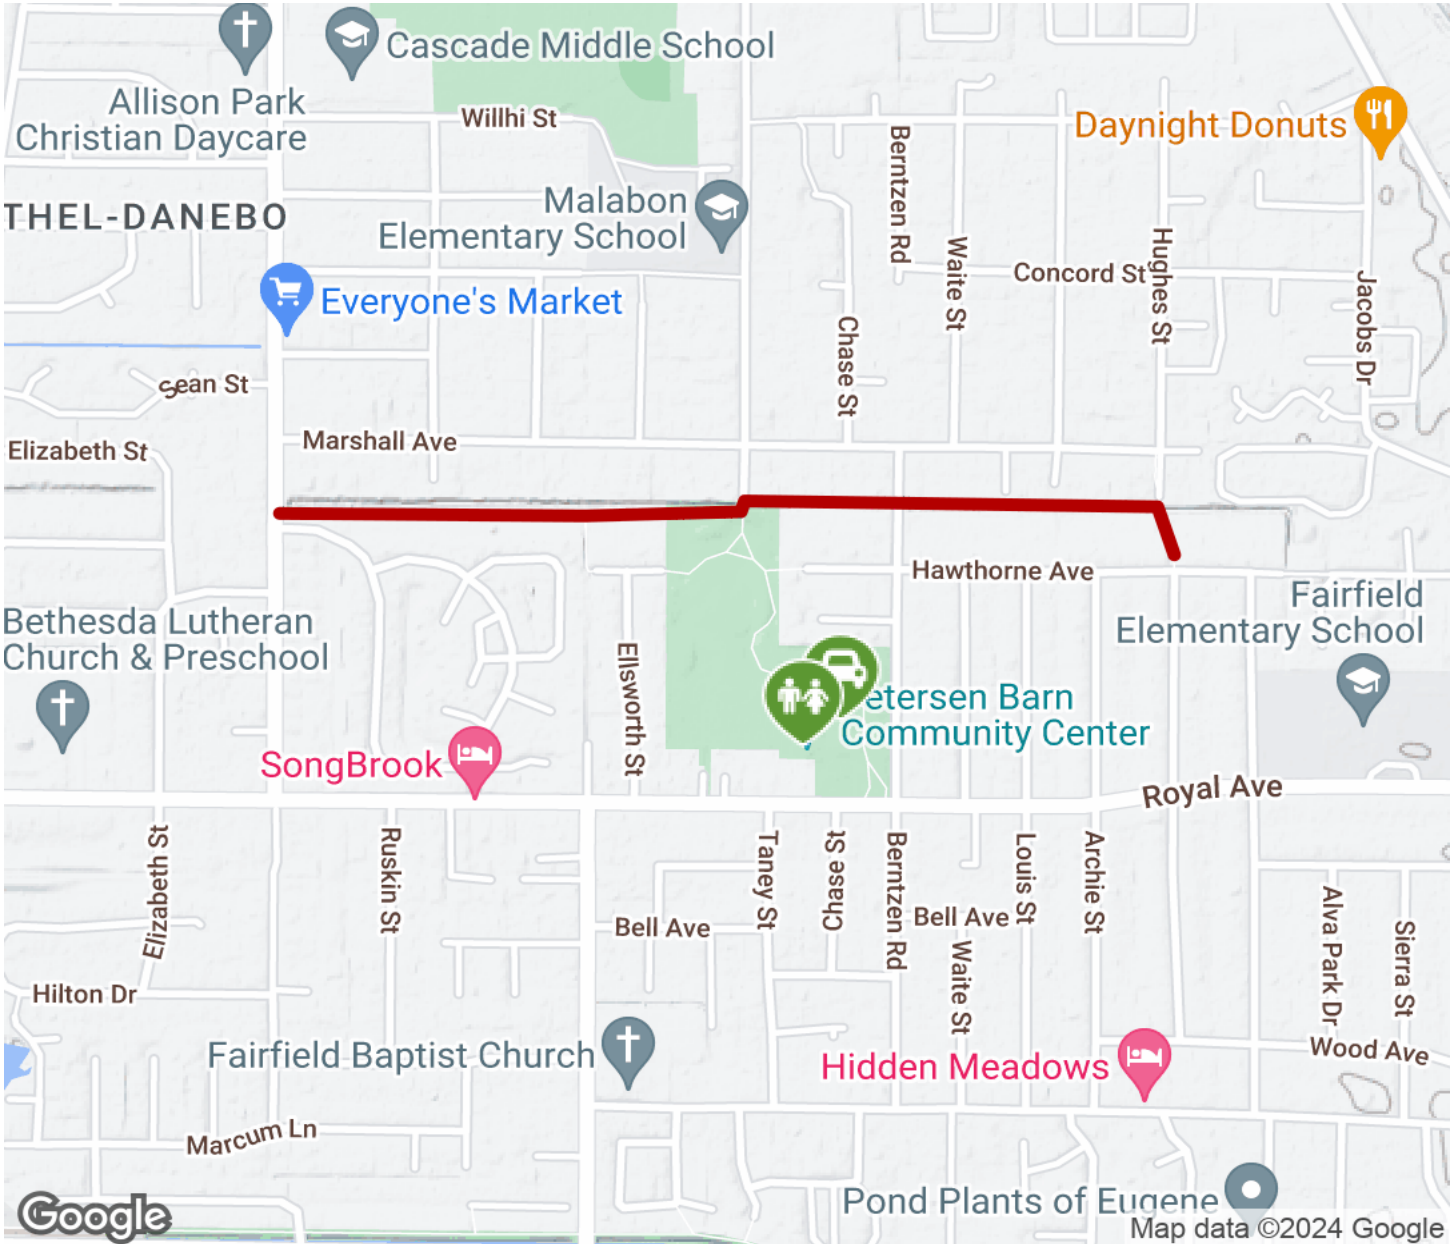 Cascade Middle School
Allison Park
Christian Daycare
Willhi St
Daynight Donuts
Berntzen Rd
Malabon
Elementary School
THEL-DANEBO
Waite St
Hughes St
Concord St
Jacobs Dr
Everyone's Market
Chase St
Sean St
Marshall Ave
Elizabeth St
Hawthorne Ave
Fairfield
Elementary School
Bethesda Lutheran
Church & Preschool
Ellsworth St
etersen Barn
Community Center
SongBrook
Royal Ave
Elizabeth St
Ruskin St
Taney St
Chase St
Berntzen Rd
Louis St
Archie St
Bell Ave
Bell Ave
Waite St
Alva Park Dr
Sierra St
Hilton Dr
Fairfield Baptist Church
Hidden Meadows
Wood Ave
Marcum Ln
Pond Plants of Eugene
Google
Map data ©2024 Google